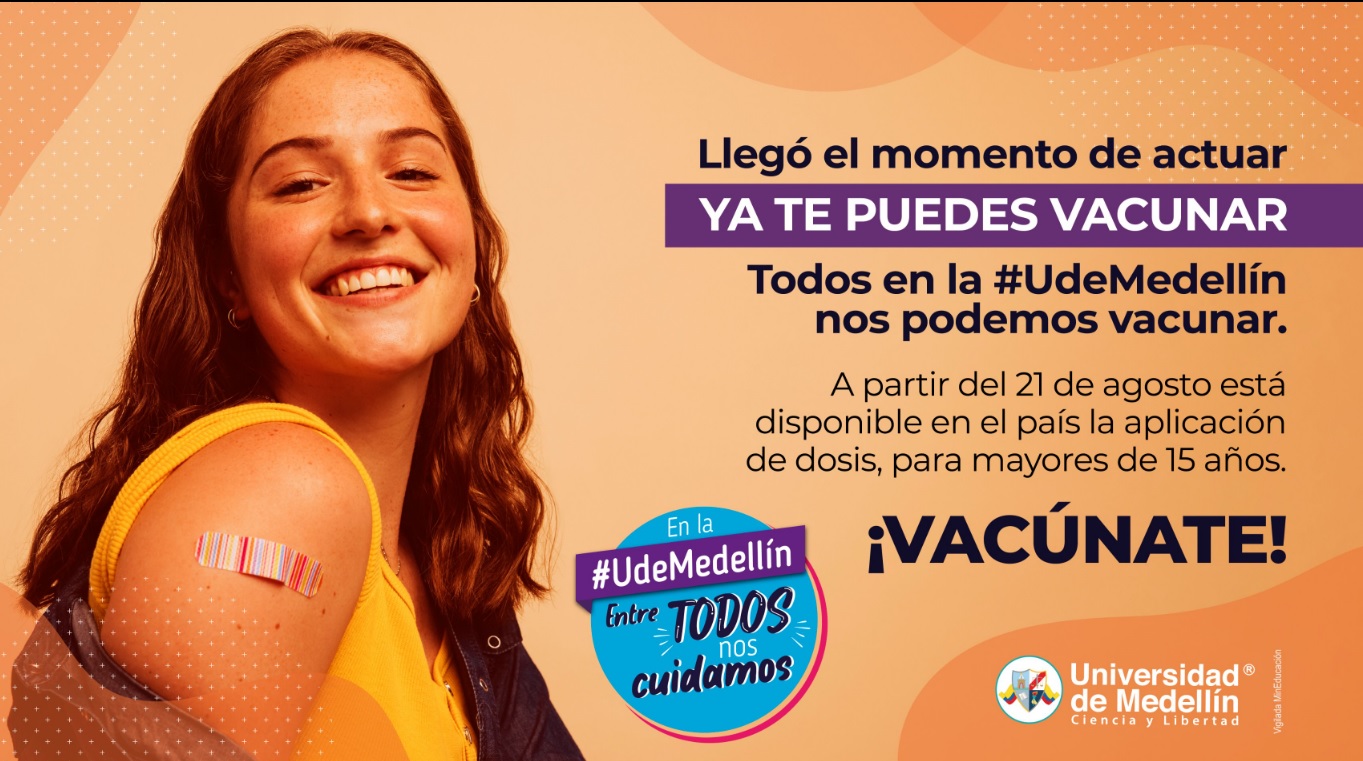 Llegó el momento de actuar
YA TE PUEDES VACUNAR
Todos en la #UdeMedellín
nos podemos vacunar.
A partir del 21 de agosto está
disponible en el país la aplicación
de dosis, para mayores de 15 años.
¡VACÚNATE!
En la
#UdeMedellín
Entre TODOS
nos
cuidamos
Universidad®
de Medellín
Ciencia y Libertad
Vigilada MinEducación